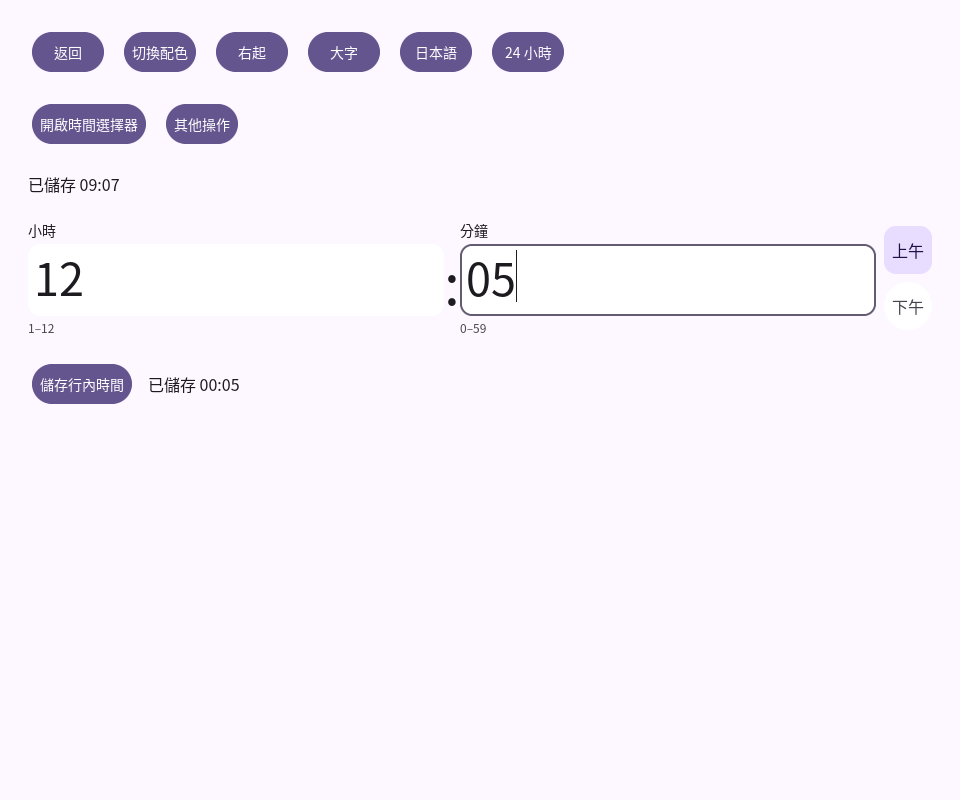 返回 切換配色 右起 大字 日本語 24 小時
開啟時間選擇器 其他操作
已儲存 09:07
小時 分鐘
12 : 05
上午
下午
1–12 0–59
儲存行內時間 已儲存 00:05